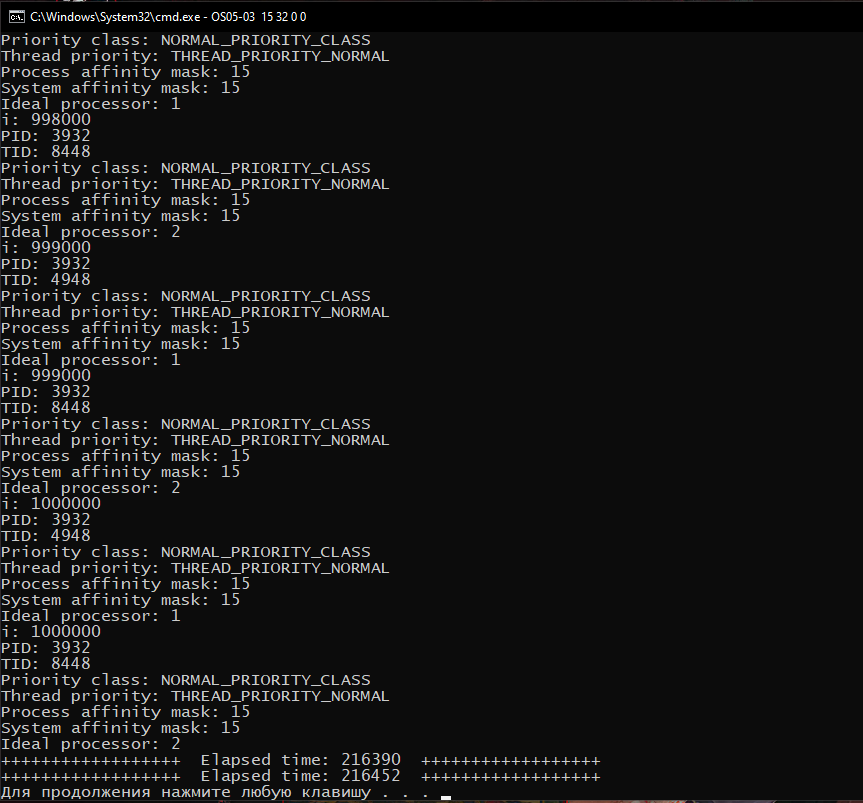 C:\Windows\System32\cmd.exe - OS05-03 15 32 0 0
Priority class: NORMAL_PRIORITY_CLASS
Thread priority: THREAD_PRIORITY_NORMAL
Process affinity mask: 15
System affinity mask: 15
Ideal processor: 1
i: 998000
PID: 3932
TID: 8448
Priority class: NORMAL_PRIORITY_CLASS
Thread priority: THREAD_PRIORITY_NORMAL
Process affinity mask: 15
System affinity mask: 15
Ideal processor: 2
i: 999000
PID: 3932
TID: 4948
Priority class: NORMAL_PRIORITY_CLASS
Thread priority: THREAD_PRIORITY_NORMAL
Process affinity mask: 15
System affinity mask: 15
Ideal processor: 1
i: 999000
PID: 3932
TID: 8448
Priority class: NORMAL_PRIORITY_CLASS
Thread priority: THREAD_PRIORITY_NORMAL
Process affinity mask: 15
System affinity mask: 15
Ideal processor: 2
i: 1000000
PID: 3932
TID: 4948
Priority class: NORMAL_PRIORITY_CLASS
Thread priority: THREAD_PRIORITY_NORMAL
Process affinity mask: 15
System affinity mask: 15
Ideal processor: 1
i: 1000000
PID: 3932
TID: 8448
Priority class: NORMAL_PRIORITY_CLASS
Thread priority: THREAD_PRIORITY_NORMAL
Process affinity mask: 15
System affinity mask: 15
Ideal processor: 2
++++++++++++++++++  Elapsed time: 216390  ++++++++++++++++++
++++++++++++++++++  Elapsed time: 216452  ++++++++++++++++++
Для продолжения нажмите любую клавишу . . .